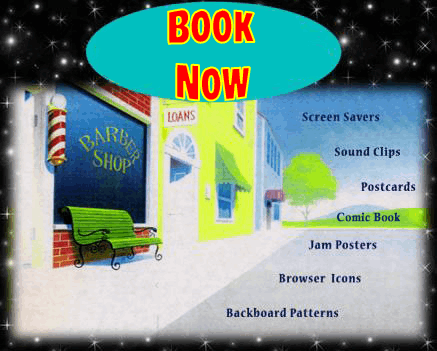 BOOK
NOW
LOANS
BARBER
SHOP
Screen Savers
Sound Clips
Postcards
Comic Book
Jam Posters
Browser Icons
Backboard Patterns